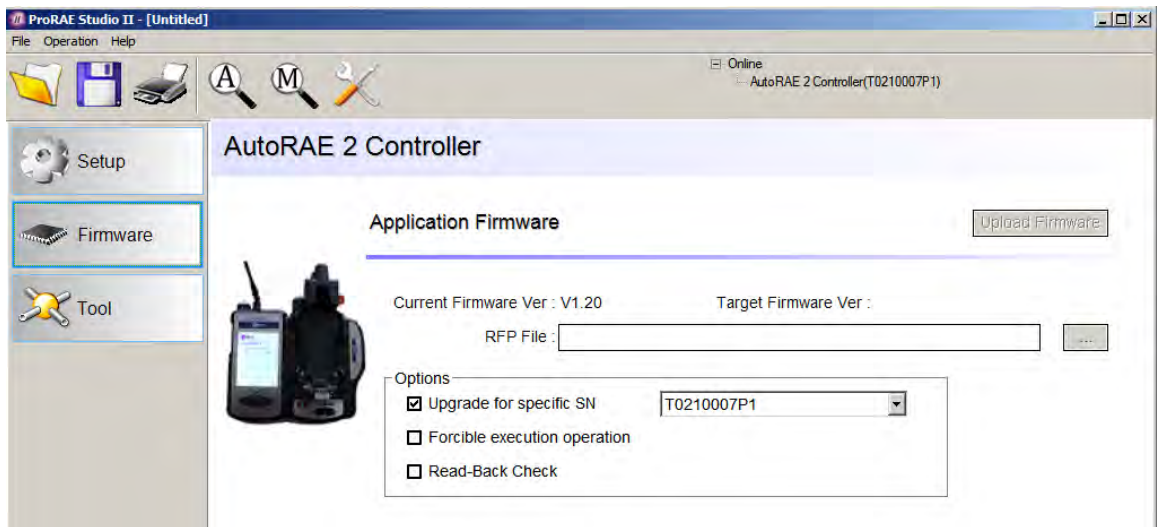 ProRAE Studio II - [Untitled]
File Operation Help
A M
Online
AutoRAE 2 Controller(T0210007P1)
Setup
Firmware
Tool
AutoRAE 2 Controller
Application Firmware
Upload Firmware
Current Firmware Ver : V1.20 Target Firmware Ver :
RFP File :
...
Options
Upgrade for specific SN T0210007P1
Forcible execution operation
Read-Back Check